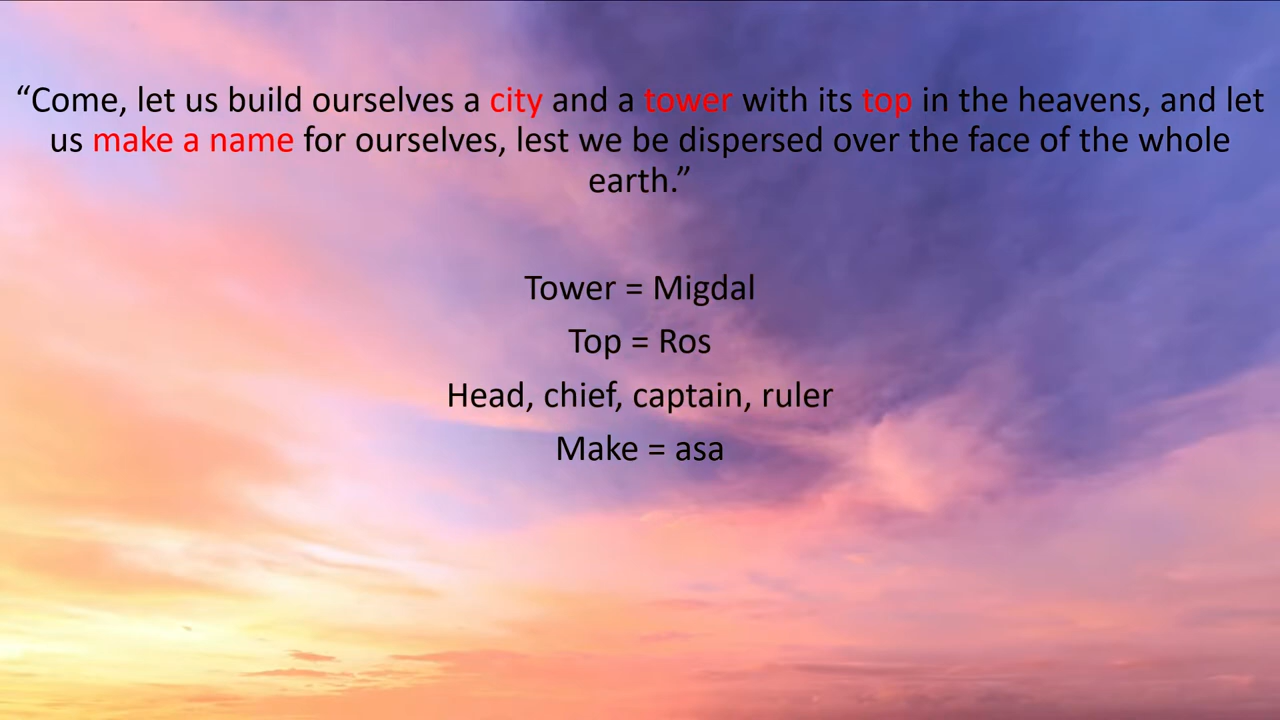 “Come, let us build ourselves a city and a tower with its top in the heavens, and let
us make a name for ourselves, lest we be dispersed over the face of the whole
earth.”
Tower = Migdal
Top = Ros
Head, chief, captain, ruler
Make = asa